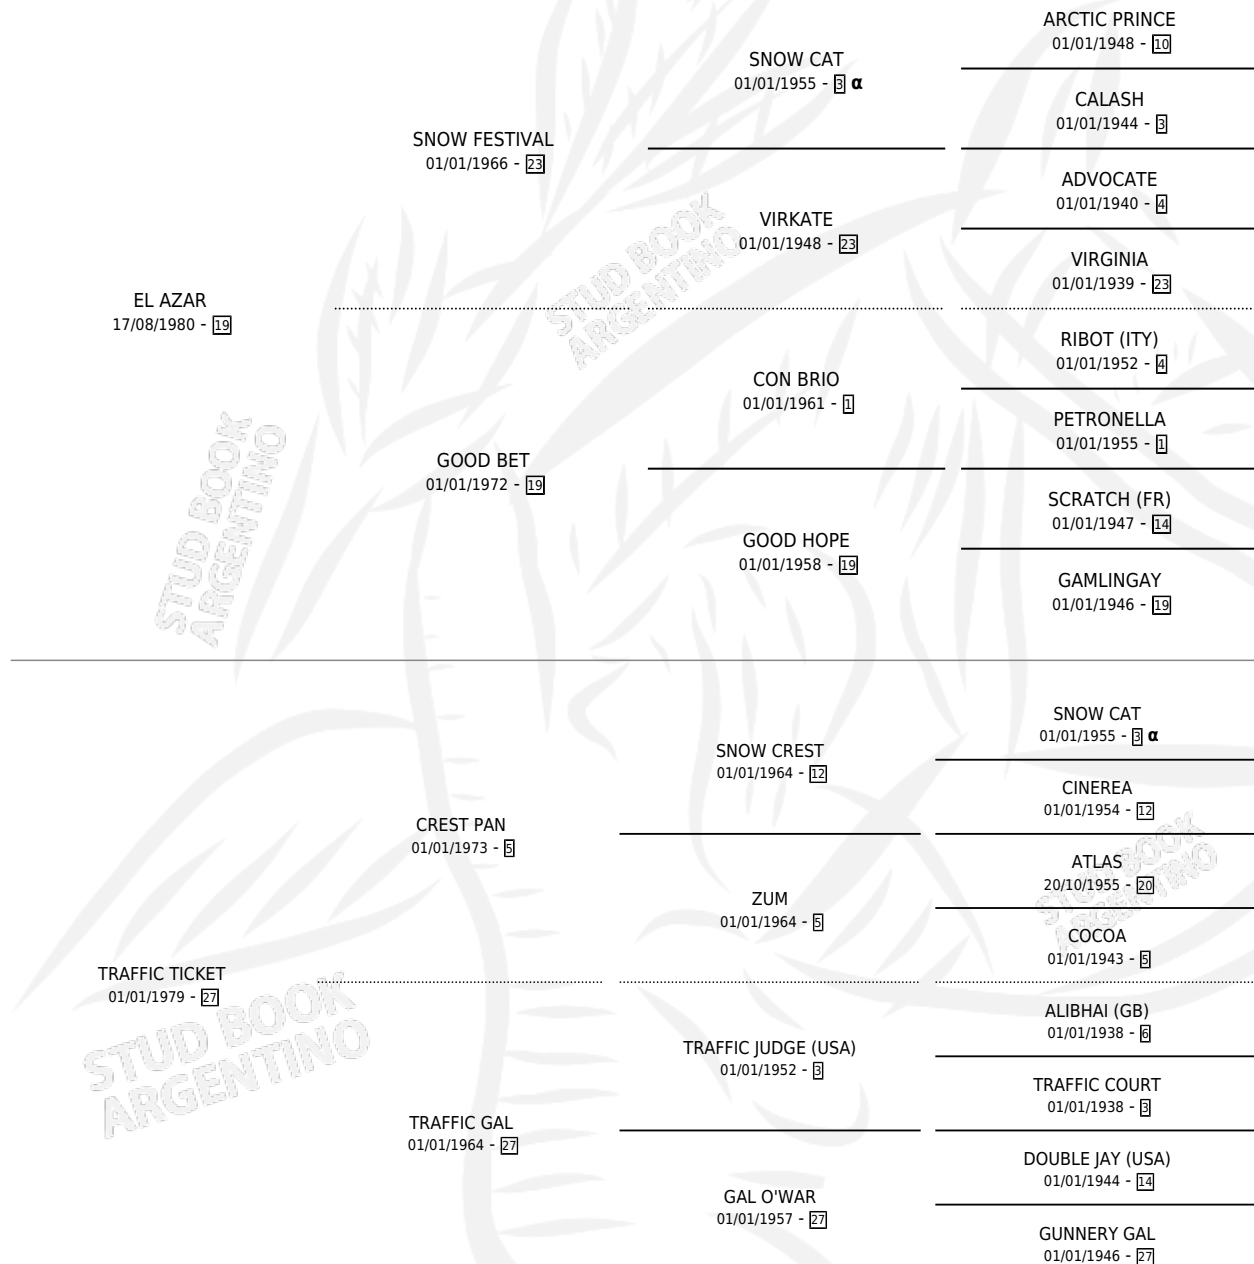 ARCTIC PRINCE
01/01/1948 - 10
SNOW CAT
01/01/1955 - 3 α
CALASH
01/01/1944 - 3
SNOW FESTIVAL
01/01/1966 - 23
ADVOCATE
01/01/1940 - 4
VIRKATE
01/01/1948 - 23
VIRGINIA
01/01/1939 - 23
EL AZAR
17/08/1980 - 19
RIBOT (ITY)
01/01/1952 - 4
CON BRIO
01/01/1961 - 1
PETRONELLA
01/01/1955 - 1
GOOD BET
01/01/1972 - 19
SCRATCH (FR)
01/01/1947 - 14
GOOD HOPE
01/01/1958 - 19
GAMLINGAY
01/01/1946 - 19
STUD BOOK
ARGENTINO
STUD BOOK
ARGENTINO
SNOW CAT
01/01/1955 - 3 α
SNOW CREST
01/01/1964 - 12
CINEREA
01/01/1954 - 12
CREST PAN
01/01/1973 - 5
ATLAS
20/10/1955 - 20
ZUM
01/01/1964 - 5
COCOA
01/01/1943 - 5
TRAFFIC TICKET
01/01/1979 - 27
ALIBHAI (GB)
01/01/1938 - 6
TRAFFIC JUDGE (USA)
01/01/1952 - 3
TRAFFIC COURT
01/01/1938 - 3
TRAFFIC GAL
01/01/1964 - 27
DOUBLE JAY (USA)
01/01/1944 - 14
GAL O'WAR
01/01/1957 - 27
GUNNERY GAL
01/01/1946 - 27
STUD BOOK
ARGENTINO
STUD BOOK
ARGENTINO